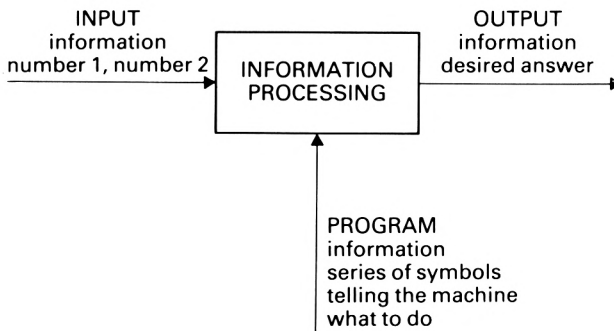 INPUT
information
number 1, number 2
INFORMATION
PROCESSING
OUTPUT
information
desired answer
PROGRAM
information
series of symbols
telling the machine
what to do